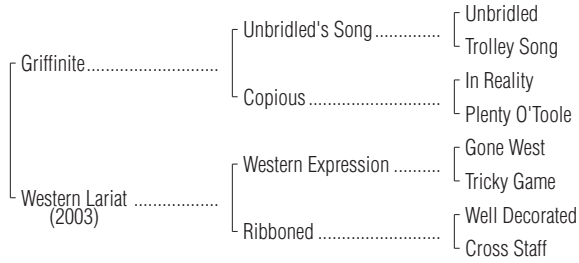 Unbridled
Unbridled's Song..............
Trolley Song
Griffinite.............................
In Reality
Copious.............................
Plenty O'Toole
Gone West
Western Expression ..........
Tricky Game
Western Lariat ..................
(2003)
Well Decorated
Ribboned ..........................
Cross Staff